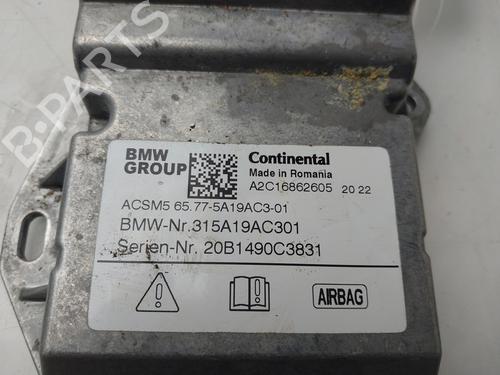 BMW GROUP
Continental
Made in Romania
A2C16862605 20 22
ACSM5 65.77-5A19AC3-01
BMW-Nr.315A19AC301
Serien-Nr. 20B1490C3831
AIRBAG
B-PARTS